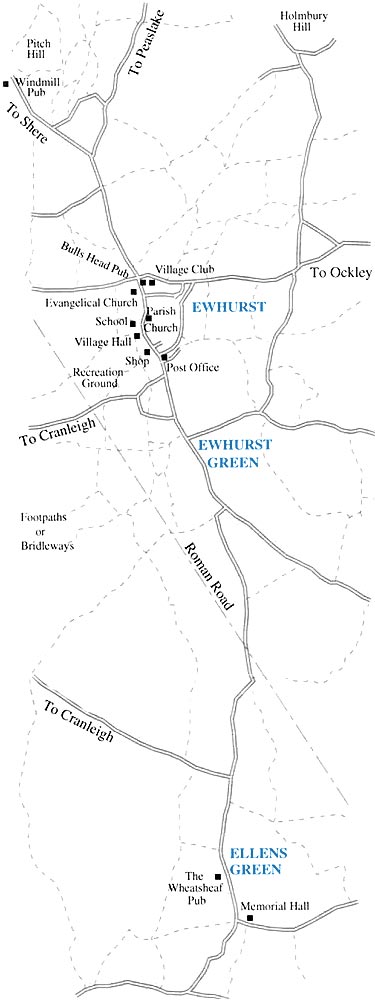 Holmbury
Hill
To Peaslake
Pitch
Hill
Windmill
Pub
To Shere
Bulls Head Pub
Village Club
To Ockley
Evangelical Church
EWHURST
Parish
Church
School
Village Hall
Shop
Post Office
Recreation
Ground
To Cranleigh
EWHURST
GREEN
Footpaths
or
Bridleways
Roman Road
To Cranleigh
ELLENS
GREEN
The
Wheatsheaf
Pub
Memorial Hall